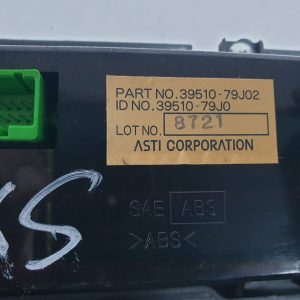 PART NO.39510-79J02
ID NO.39510-79J0
LOT NO. 8721
ASTI CORPORATION
SAE ABS
>ABS<